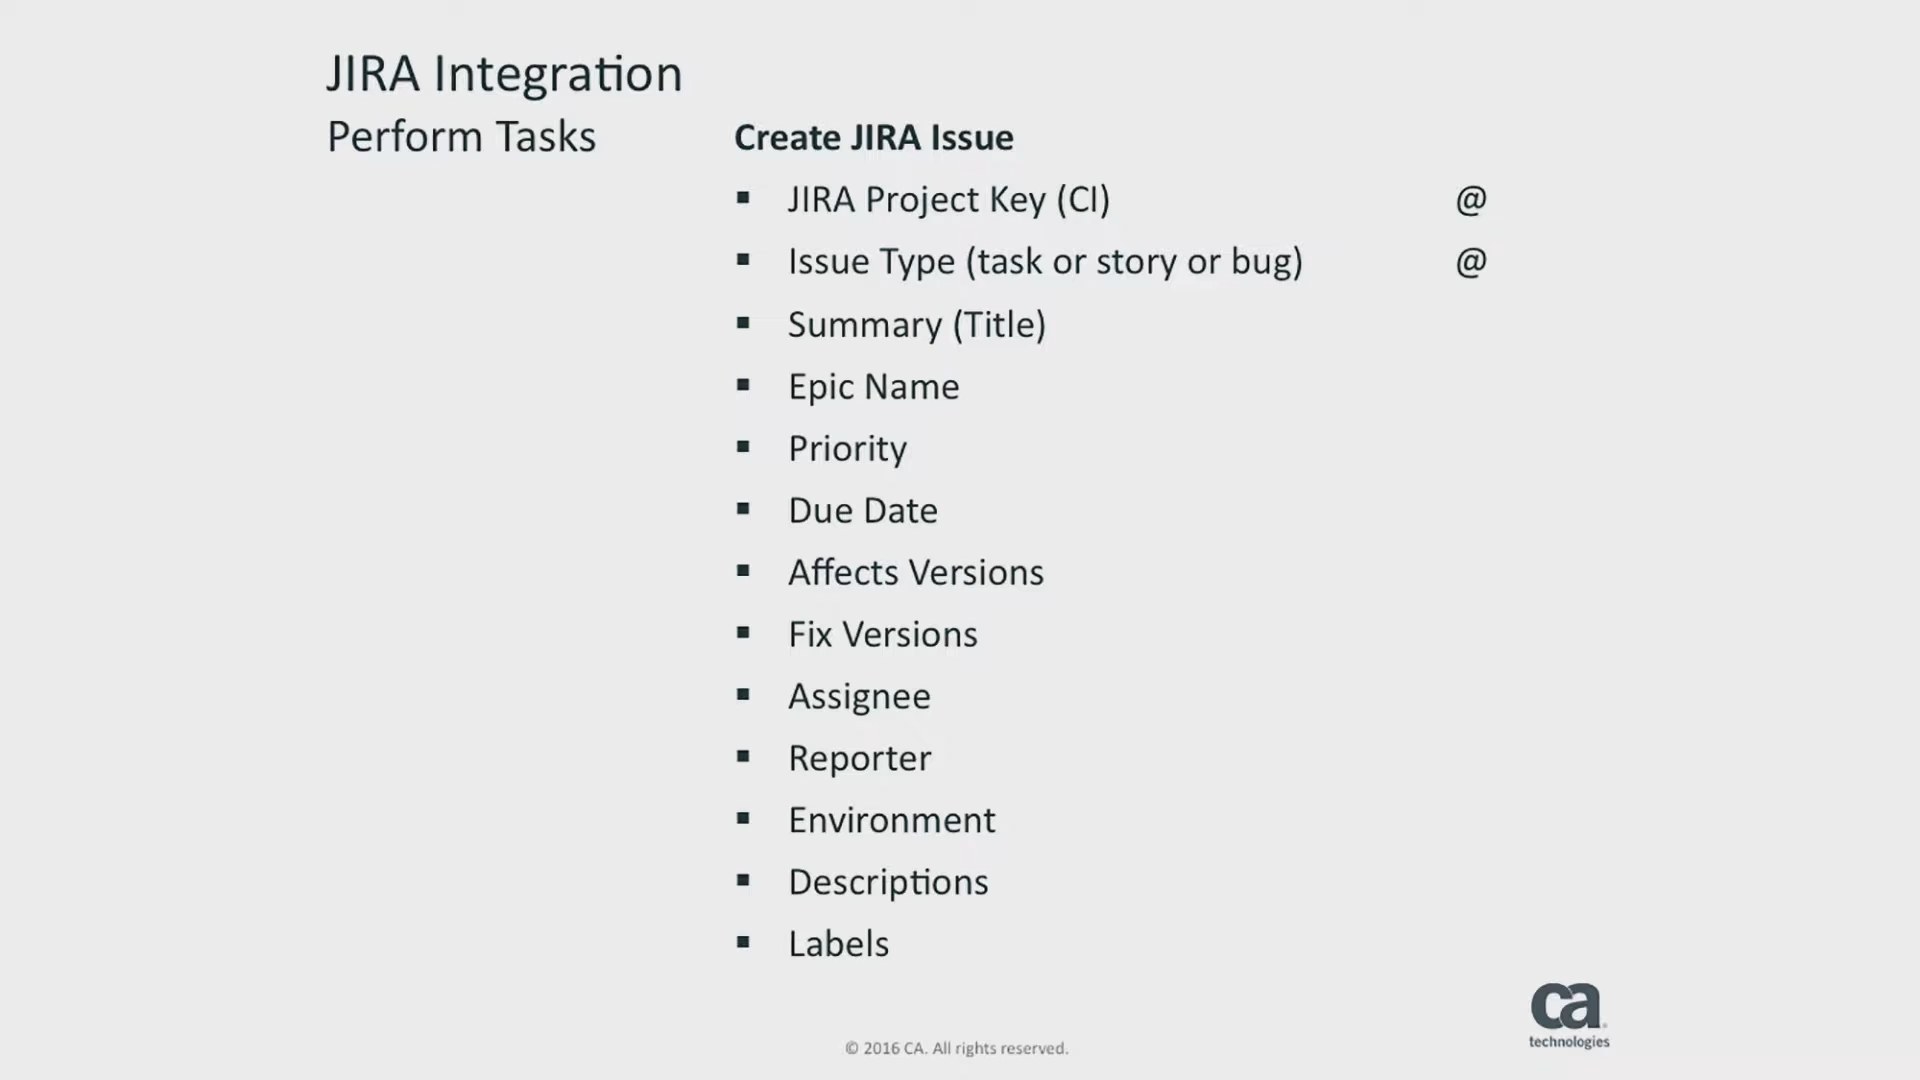 JIRA Integration
Perform Tasks
Create JIRA Issue
▪ JIRA Project Key (CI) @
▪ Issue Type (task or story or bug) @
▪ Summary (Title)
▪ Epic Name
▪ Priority
▪ Due Date
▪ Affects Versions
▪ Fix Versions
▪ Assignee
▪ Reporter
▪ Environment
▪ Descriptions
▪ Labels
ca
technologies
© 2016 CA. All rights reserved.